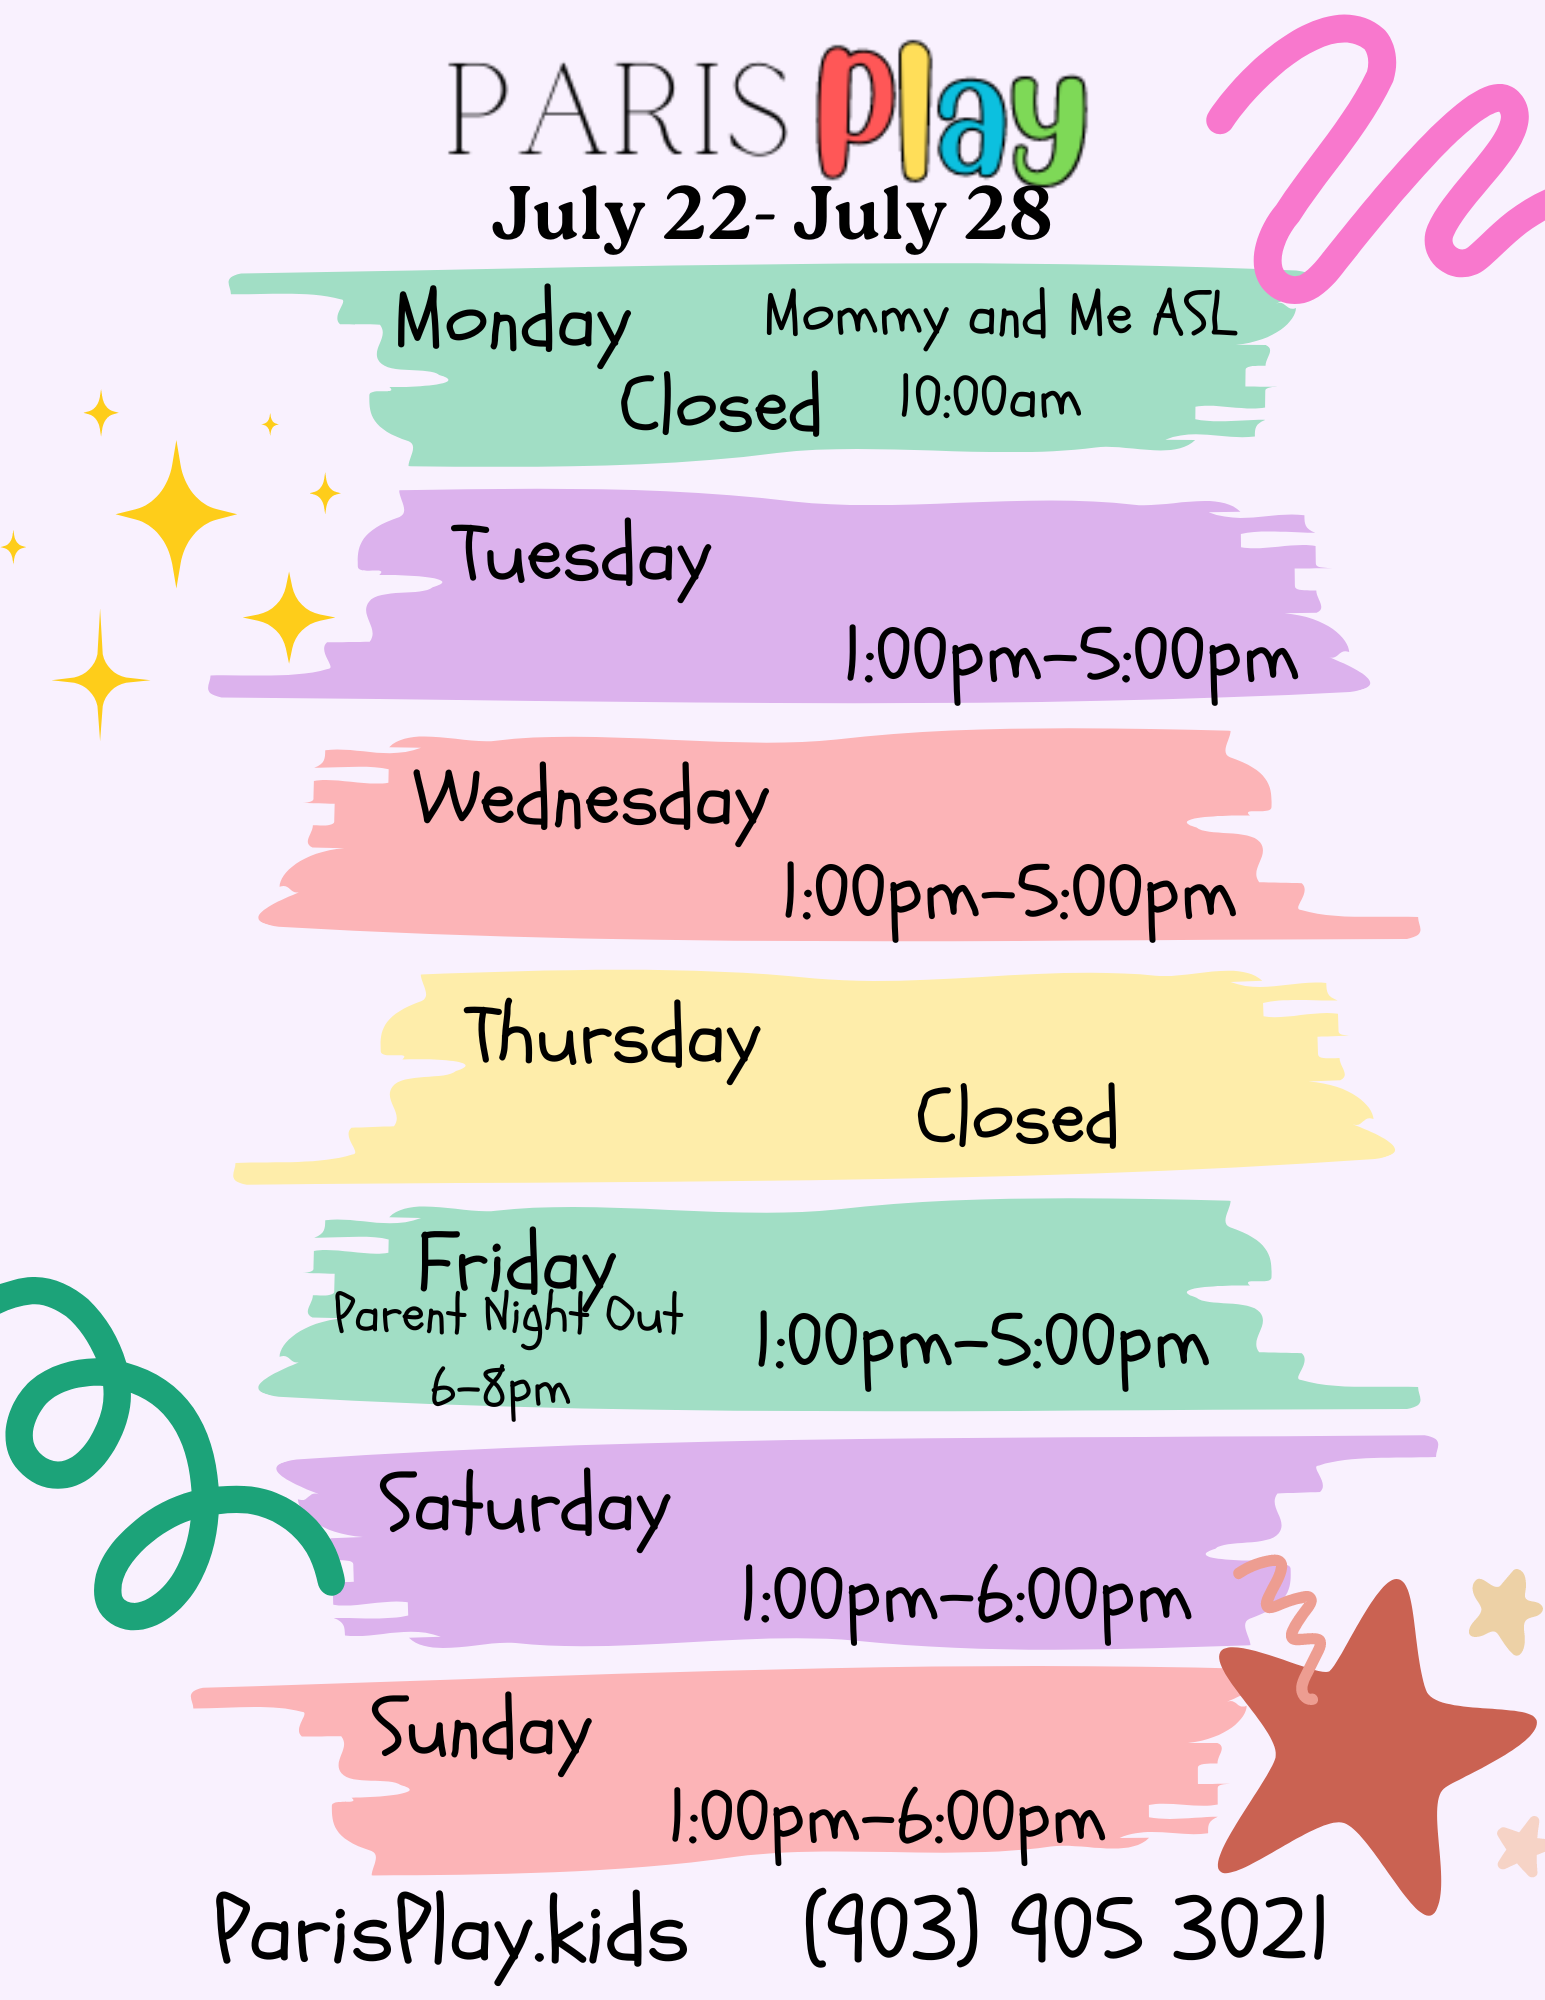 PARIS Play
July 22- July 28
Monday
Mommy and Me ASL
Closed
10:00am
Tuesday
1:00pm-5:00pm
Wednesday
1:00pm-5:00pm
Thursday
Closed
Friday
Parent Night Out
6-8pm
1:00pm-5:00pm
Saturday
1:00pm-6:00pm
Sunday
1:00pm-6:00pm
ParisPlay.kids
(903) 905 3021